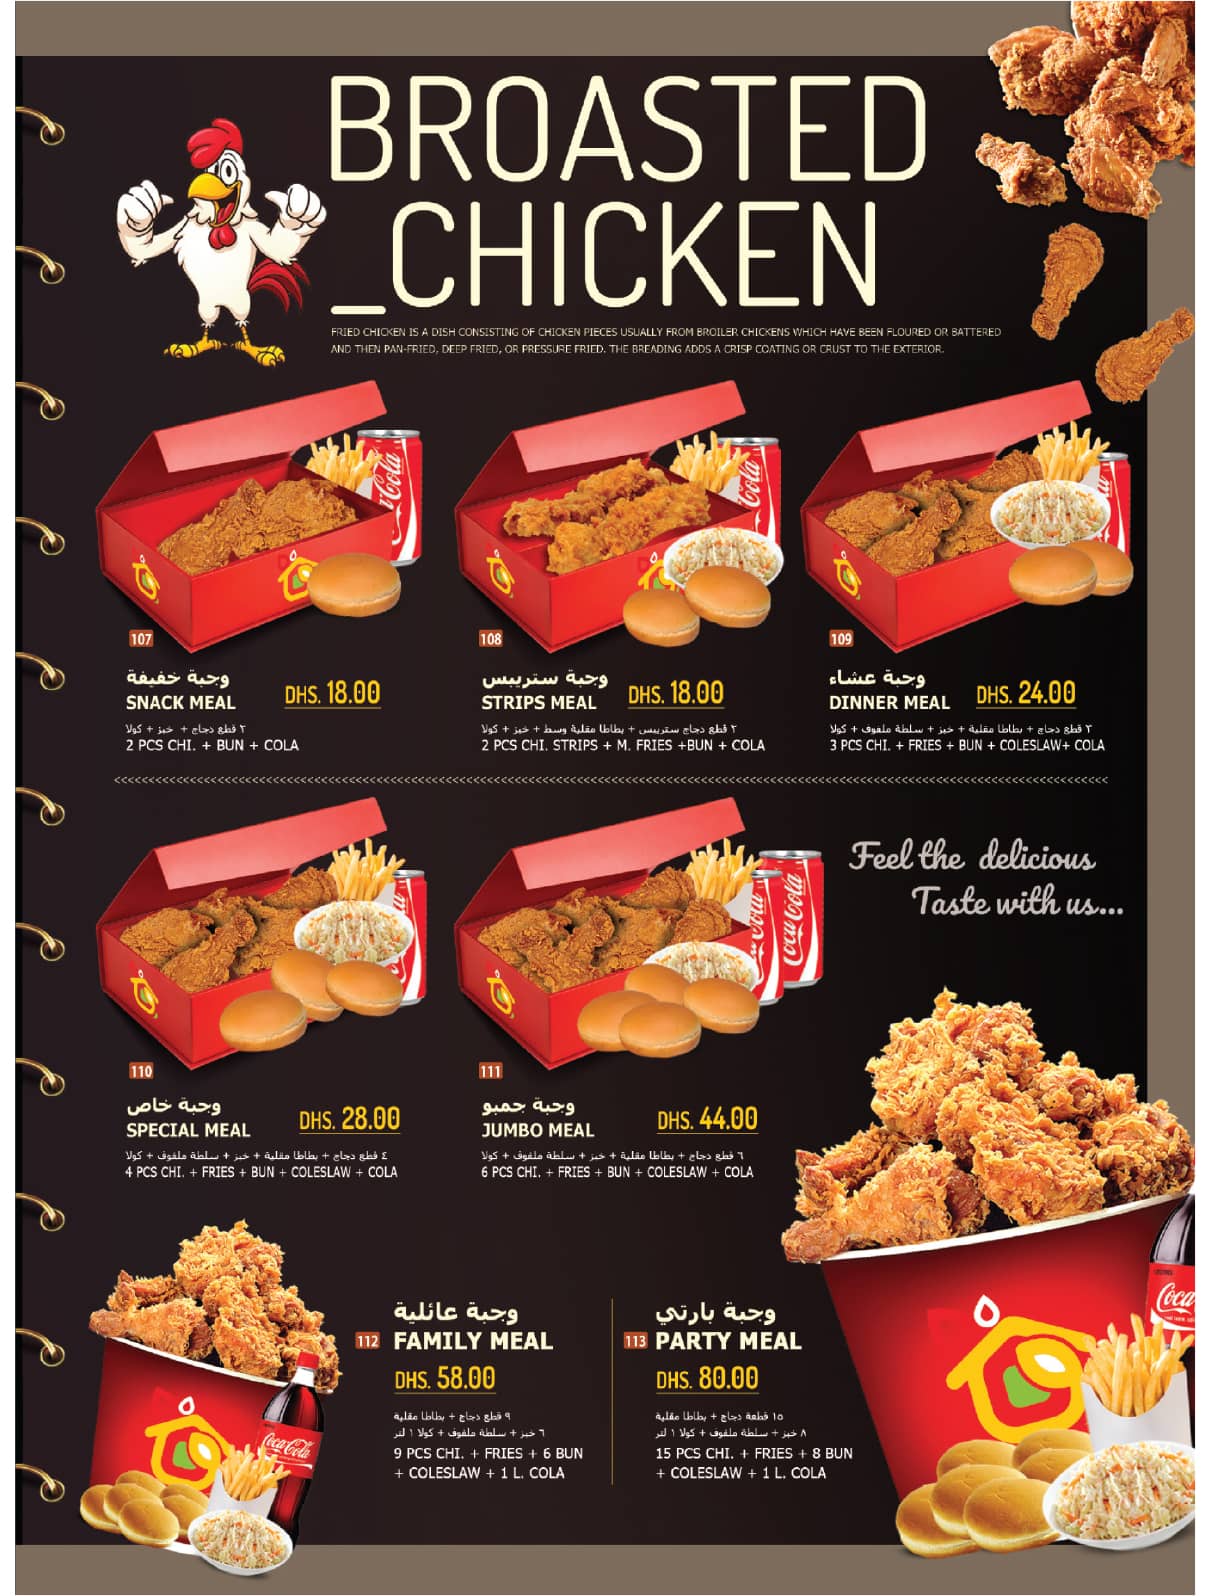 BROASTED
_CHICKEN
FRIED CHICKEN IS A DISH CONSISTING OF CHICKEN PIECES USUALLY FROM BROILER CHICKENS WHICH HAVE BEEN FLOURED OR BATTERED
AND THEN PAN-FRIED, DEEP FRIED, OR PRESSURE FRIED. THE BREADING ADDS A CRISP COATING OR CRUST TO THE EXTERIOR.
107
وجبة خفيفة
SNACK MEAL
DHS. 18.00
٢ قطع دجاج + خبز + كولا
2 PCS CHI. + BUN + COLA
108
وجبة ستريبس
STRIPS MEAL
DHS. 18.00
٢ قطع دجاج ستريبس + بطاطا مقلية وسط + خبز + كولا
2 PCS CHI. STRIPS + M. FRIES +BUN + COLA
109
وجبة عشاء
DINNER MEAL
DHS. 24.00
٣ قطع دجاج + بطاطا مقلية + خبز + سلطة ملفوف + كولا
3 PCS CHI. + FRIES + BUN + COLESLAW+ COLA
110
وجبة خاص
SPECIAL MEAL
DHS. 28.00
٤ قطع دجاج + بطاطا مقلية + خبز + سلطة ملفوف + كولا
4 PCS CHI. + FRIES + BUN + COLESLAW + COLA
111
وجبة جمبو
JUMBO MEAL
DHS. 44.00
٦ قطع دجاج + بطاطا مقلية + خبز + سلطة ملفوف + كولا
6 PCS CHI. + FRIES + BUN + COLESLAW + COLA
Feel the delicious
Taste with us...
Coca-Cola
112
وجبة عائلية
FAMILY MEAL
DHS. 58.00
٩ قطع دجاج + بطاطا مقلية
٦ خبز + سلطة ملفوف + كولا ١ لتر
9 PCS CHI. + FRIES + 6 BUN
+ COLESLAW + 1 L. COLA
Coca-Cola
113
وجبة بارتي
PARTY MEAL
DHS. 80.00
١٥ قطعة دجاج + بطاطا مقلية
٨ خبز + سلطة ملفوف + كولا ١ لتر
15 PCS CHI. + FRIES + 8 BUN
+ COLESLAW + 1 L. COLA
Coca